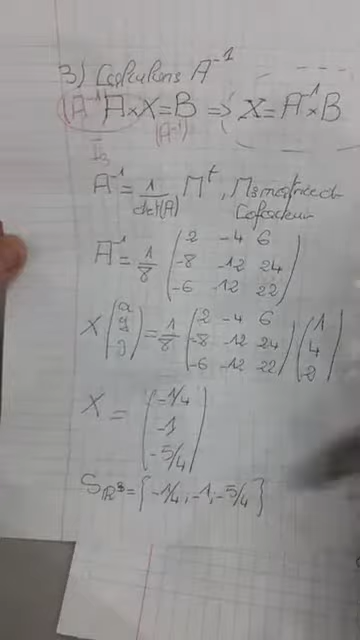 3) Calculons A⁻¹
(A⁻¹) A × X = B => X = A⁻¹ × B
(A⁻¹)
I₃
A⁻¹ = 1/det(A) Mᵗ, M matrice de
Cofacteur
A⁻¹ = 1/8 (2 -4 6
-8 -12 24
-6 -12 22)
X (x y z) = 1/8 (2 -4 6
-8 -12 24
-6 -12 22) (1 4 2)
X = (-1/4
-1
-5/4)
S_ℝ³ = {-1/4, -1, -5/4}